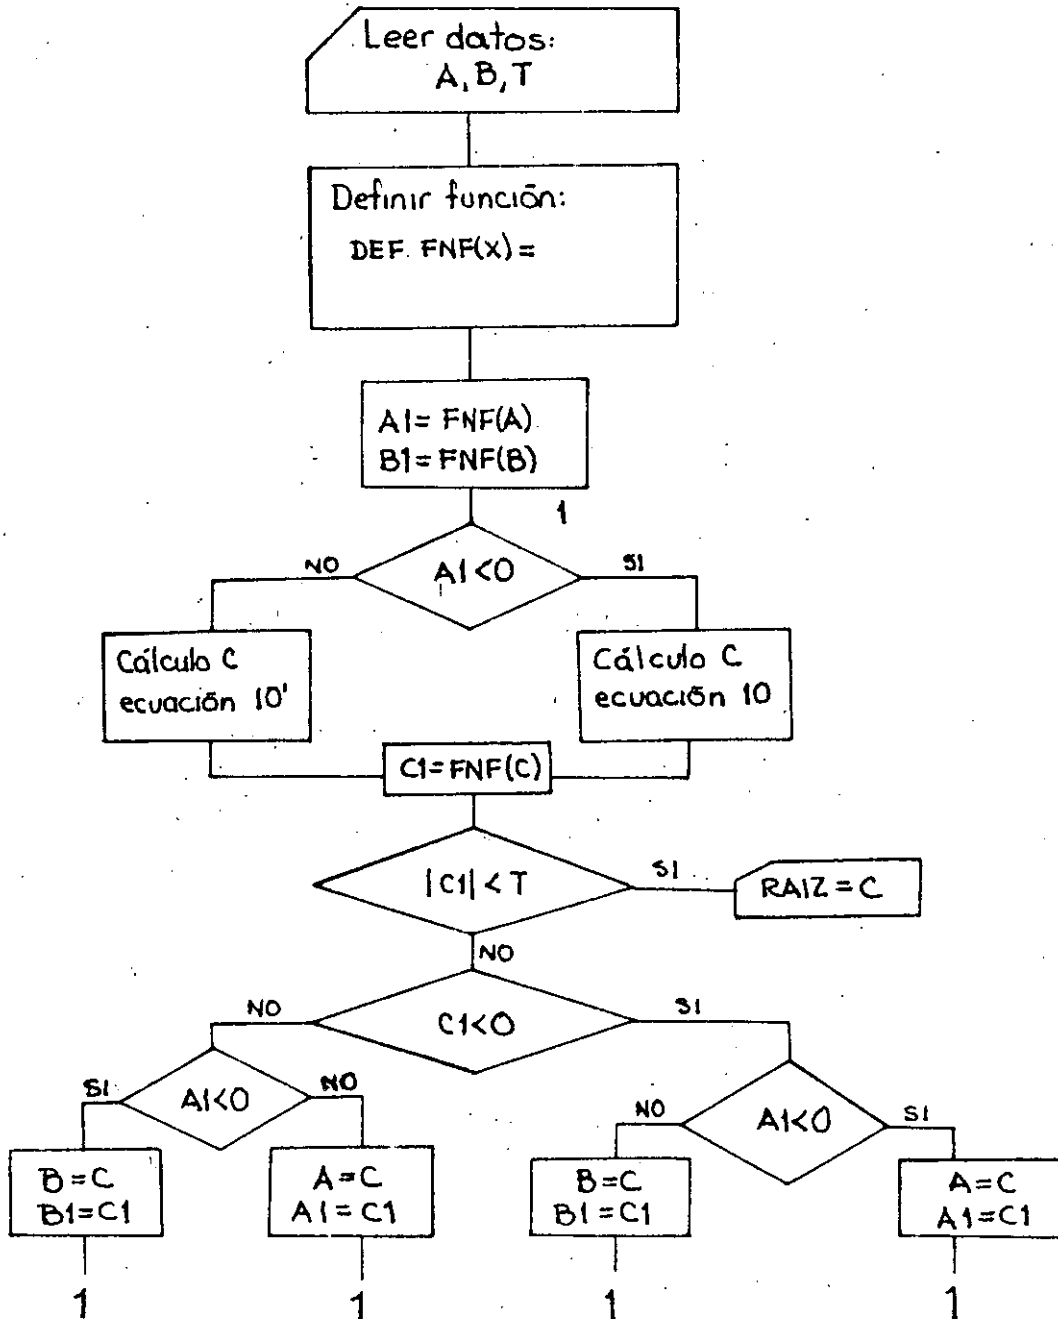 Leer datos:
A, B, T
Definir función:
DEF. FNF(X) =
A1 = FNF(A)
B1 = FNF(B)
1
A1 < 0
NO
SI
Cálculo C
ecuación 10'
Cálculo C
ecuación 10
C1 = FNF(C)
|C1| < T
SI
RAIZ = C
NO
C1 < 0
NO
SI
A1 < 0
SI
NO
A1 < 0
NO
SI
B = C
B1 = C1
A = C
A1 = C1
B = C
B1 = C1
A = C
A1 = C1
1
1
1
1